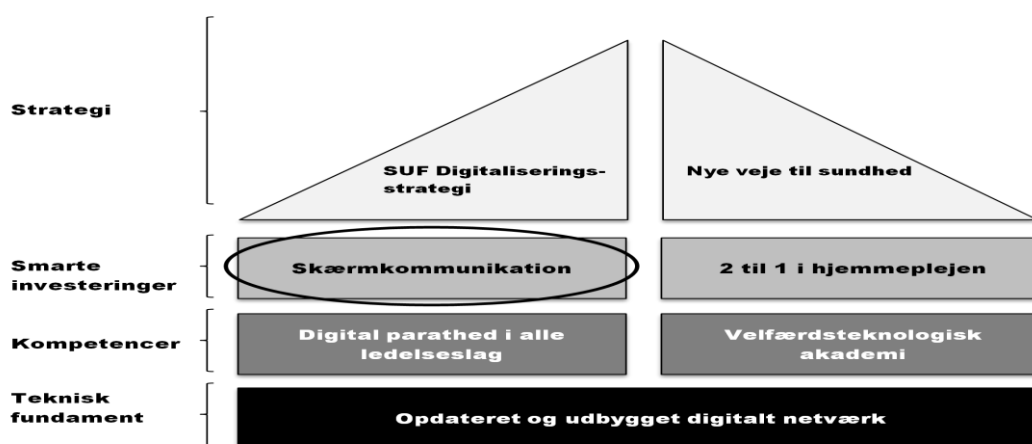 Strategi
SUF Digitaliserings-
strategi
Nye veje til sundhed
Smarte
investeringer
Skærmkommunikation
2 til 1 i hjemmeplejen
Kompetencer
Digital parathed i alle
ledelseslag
Velfærdsteknologisk
akademi
Teknisk
fundament
Opdateret og udbygget digitalt netværk